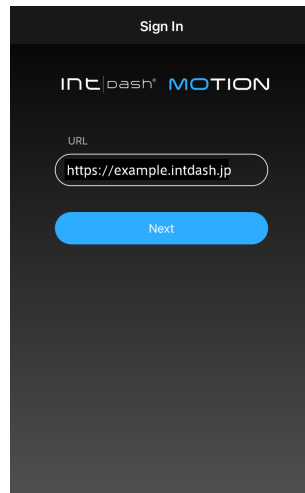 Sign In
intdash® MOTION
URL
https://example.intdash.jp
Next